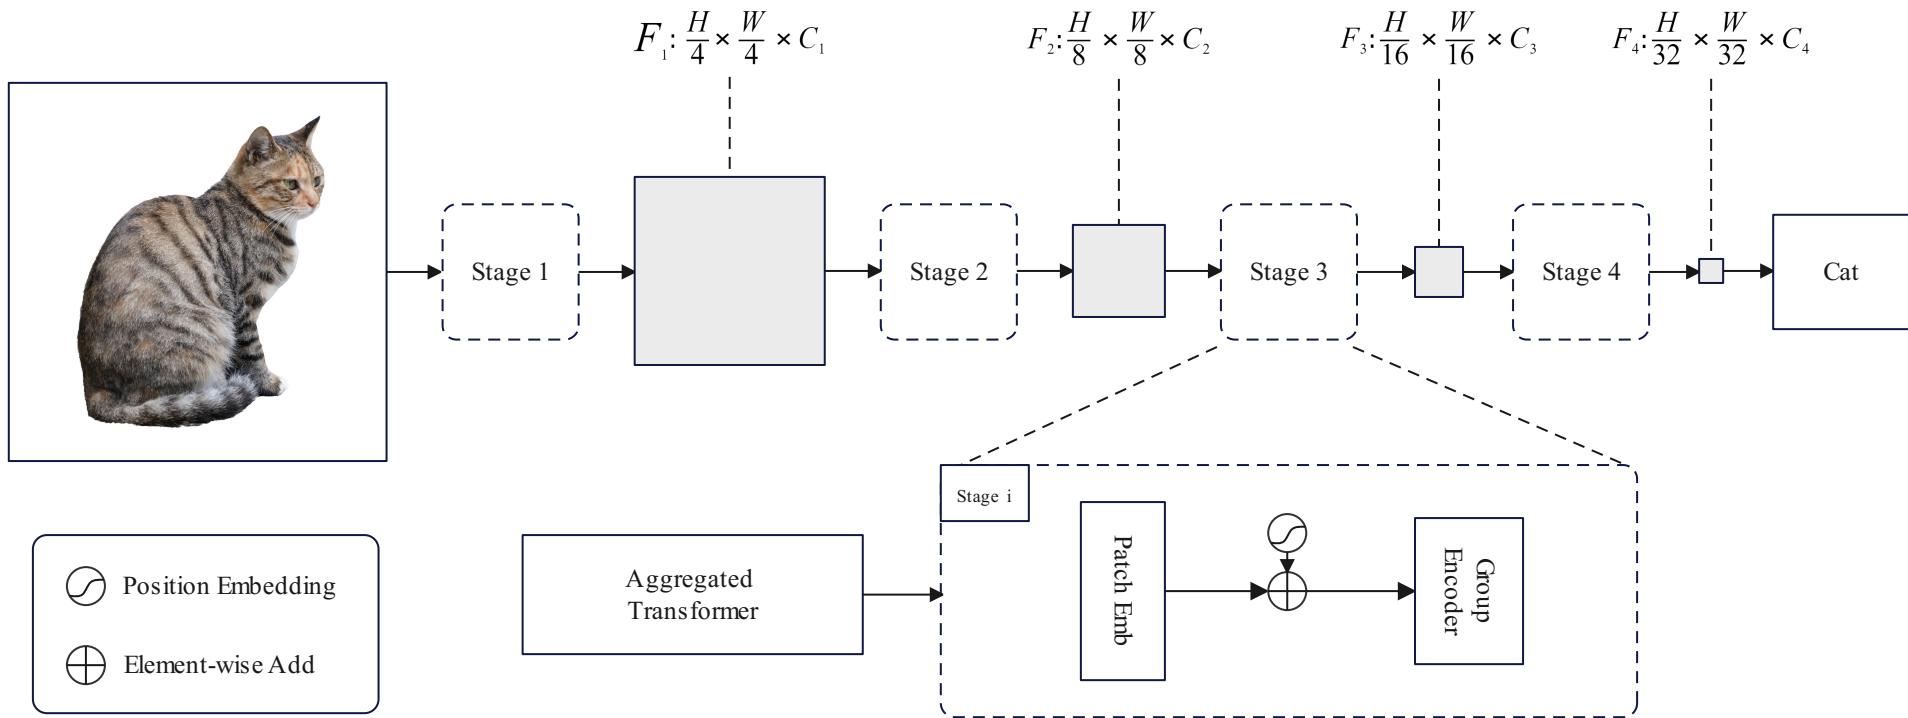 F₁: H/4 × W/4 × C₁
F₂: H/8 × W/8 × C₂
F₃: H/16 × W/16 × C₃
F₄: H/32 × W/32 × C₄
Stage 1
Stage 2
Stage 3
Stage 4
Cat
Stage i
Patch Emb
Group
Encoder
Aggregated
Transformer
Position Embedding
Element-wise Add